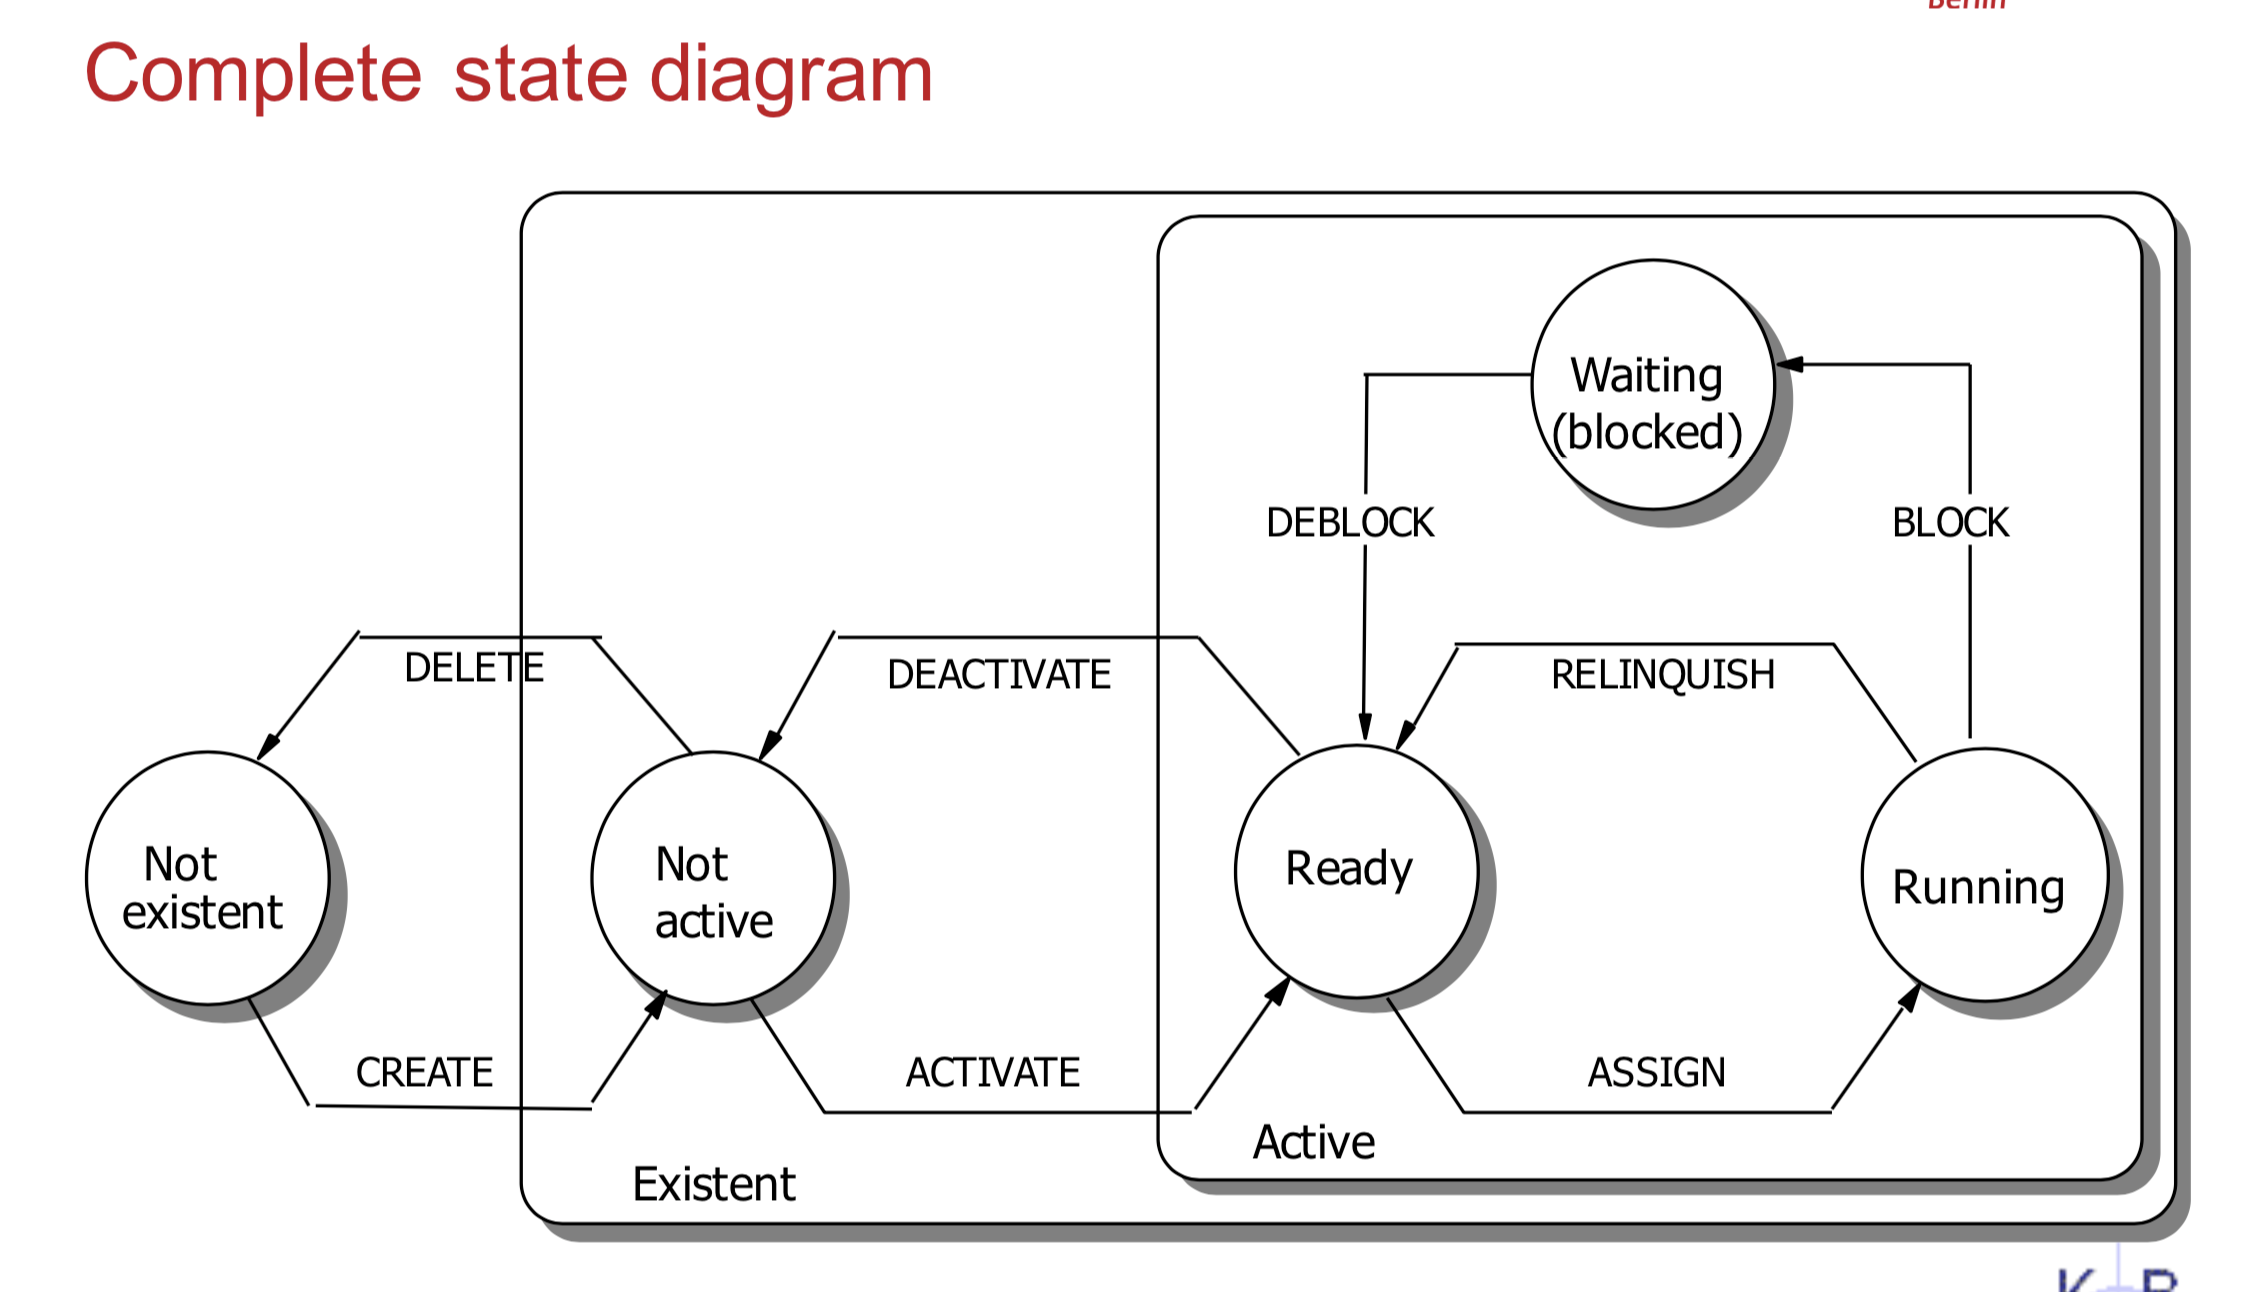 Berlin
Complete state diagram
Waiting
(blocked)
DEBLOCK
BLOCK
DELETE
DEACTIVATE
RELINQUISH
Not
existent
Not
active
Ready
Running
CREATE
ACTIVATE
ASSIGN
Active
Existent